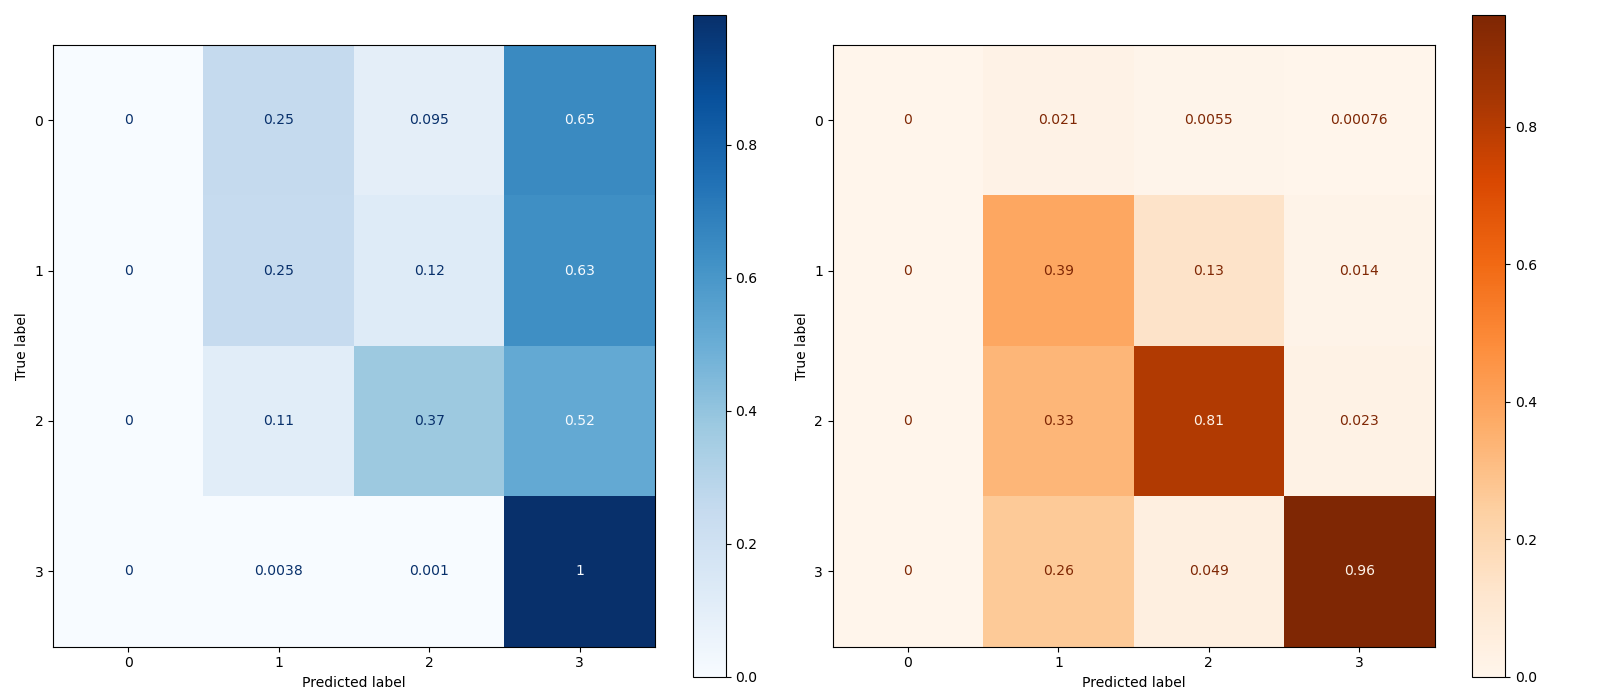 0 0 0.25 0.095 0.65
1 0 0.25 0.12 0.63
2 0 0.11 0.37 0.52
3 0 0.0038 0.001 1
0 1 2 3
True label
Predicted label
0.8
0.6
0.4
0.2
0.0
0 0 0.021 0.0055 0.00076
1 0 0.39 0.13 0.014
2 0 0.33 0.81 0.023
3 0 0.26 0.049 0.96
0 1 2 3
True label
Predicted label
0.8
0.6
0.4
0.2
0.0